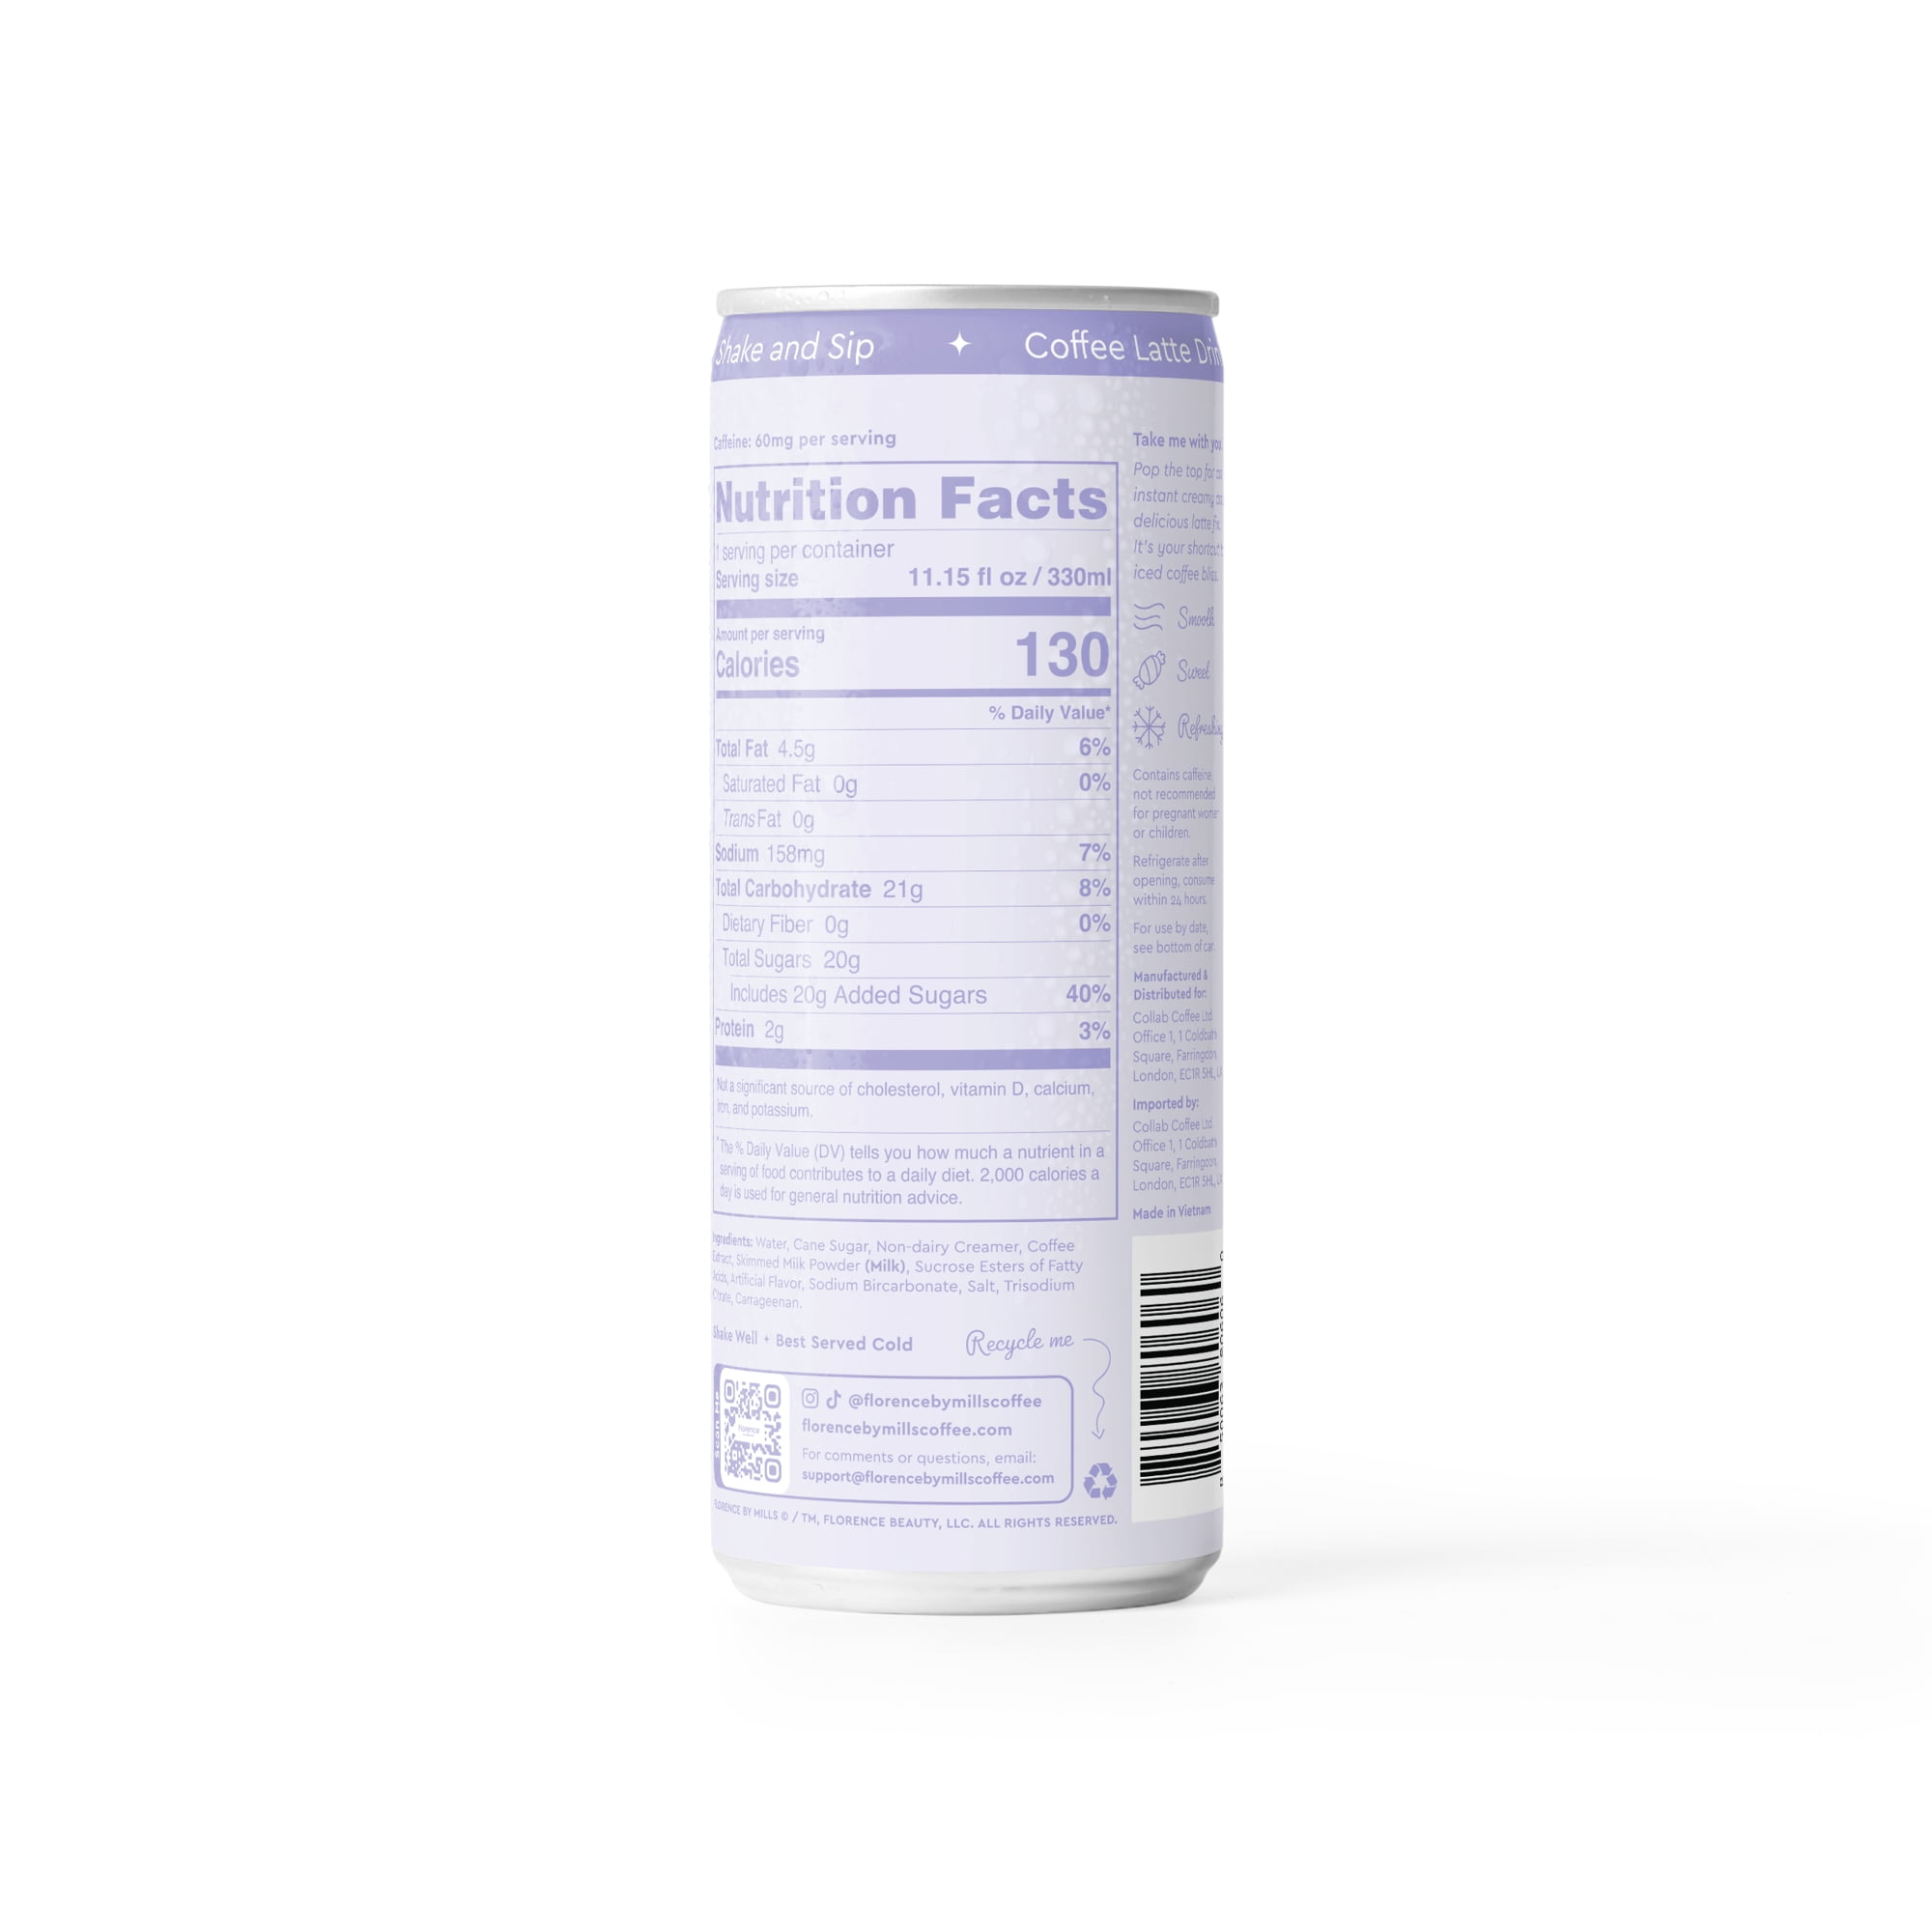 Shake and Sip ✦ Coffee Latte Drin
Caffeine: 60mg per serving
Nutrition Facts
1 serving per container
Serving size 11.15 fl oz / 330ml
Amount per serving
Calories 130
% Daily Value*
Total Fat 4.5g 6%
Saturated Fat 0g 0%
Trans Fat 0g
Sodium 158mg 7%
Total Carbohydrate 21g 8%
Dietary Fiber 0g 0%
Total Sugars 20g
Includes 20g Added Sugars 40%
Protein 2g 3%
Not a significant source of cholesterol, vitamin D, calcium,
iron, and potassium.
*The % Daily Value (DV) tells you how much a nutrient in a
serving of food contributes to a daily diet. 2,000 calories a
day is used for general nutrition advice.
Ingredients: Water, Cane Sugar, Non-dairy Creamer, Coffee
Extract, Skimmed Milk Powder (Milk), Sucrose Esters of Fatty
Acids, Artificial Flavor, Sodium Bircarbonate, Salt, Trisodium
Citrate, Carrageenan.
Shake Well + Best Served Cold
Recycle me
Scan Me
florence
@florencebymillscoffee
florencebymillscoffee.com
For comments or questions, email:
support@florencebymillscoffee.com
FLORENCE BY MILLS © / TM, FLORENCE BEAUTY, LLC. ALL RIGHTS RESERVED.
Take me with you.
Pop the top for
instant creamy
delicious latte fix.
It's your shortcut
iced coffee bliss.
Smooth
Sweet
Refreshing
Contains caffeine,
not recommended
for pregnant women
or children.
Refrigerate after
opening, consume
within 24 hours.
For use by date,
see bottom of can.
Manufactured &
Distributed for:
Collab Coffee Ltd
Office 1, 1 Coldbath
Square, Farringdon,
London, EC1R 5HL,
Imported by:
Collab Coffee Ltd
Office 1, 1 Coldbath
Square, Farringdon,
London, EC1R 5HL,
Made in Vietnam